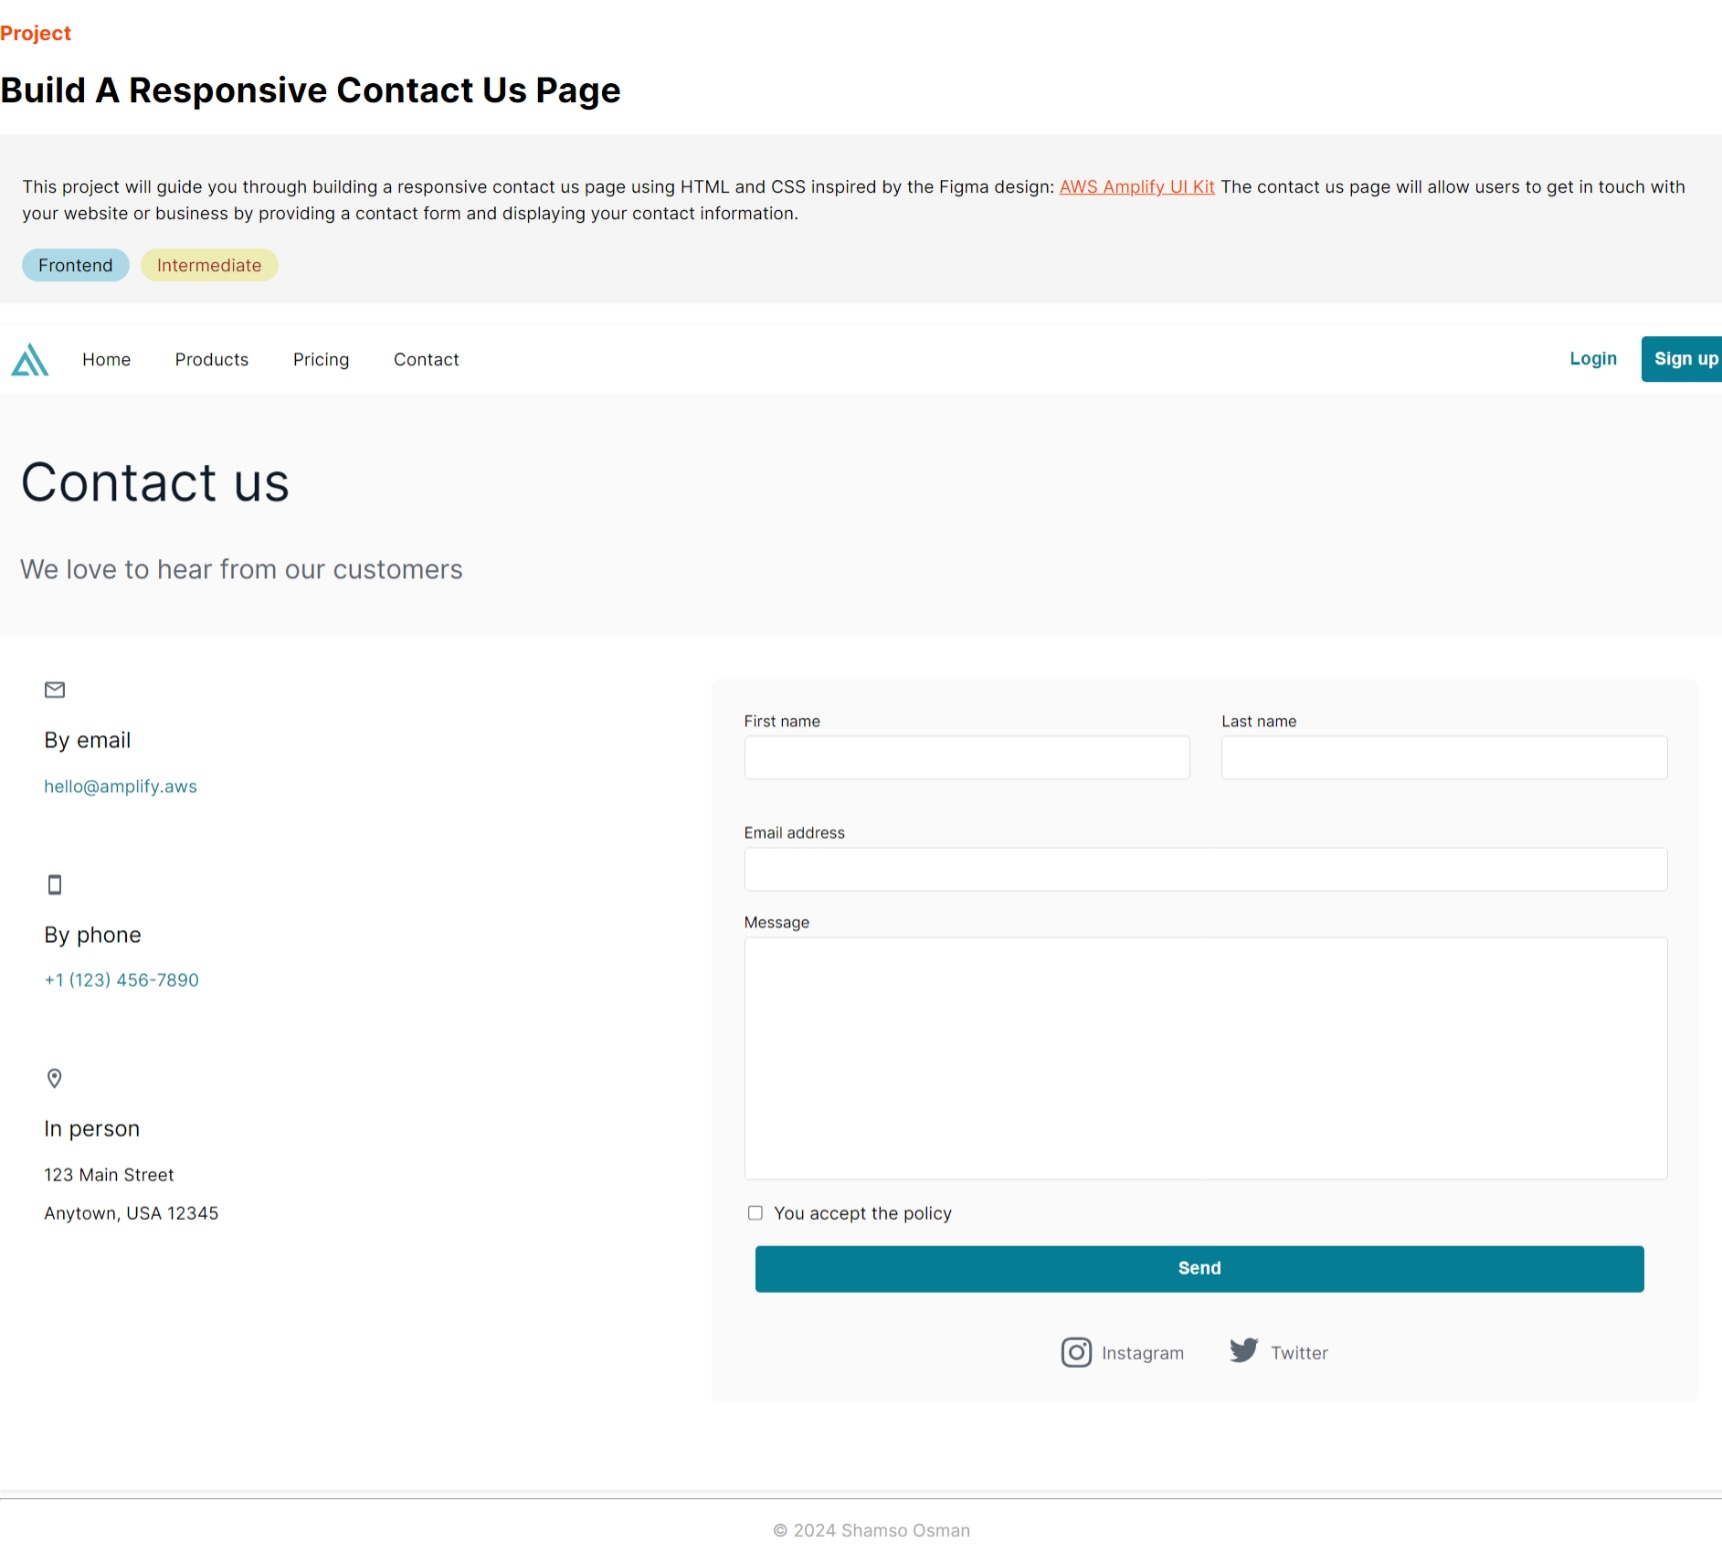 Project
Build A Responsive Contact Us Page
This project will guide you through building a responsive contact us page using HTML and CSS inspired by the Figma design: AWS Amplify UI Kit The contact us page will allow users to get in touch with
your website or business by providing a contact form and displaying your contact information.
Frontend Intermediate
Home Products Pricing Contact Login Sign up
Contact us
We love to hear from our customers
By email
hello@amplify.aws
By phone
+1 (123) 456-7890
In person
123 Main Street
Anytown, USA 12345
First name Last name
Email address
Message
You accept the policy
Send
Instagram Twitter
© 2024 Shamso Osman